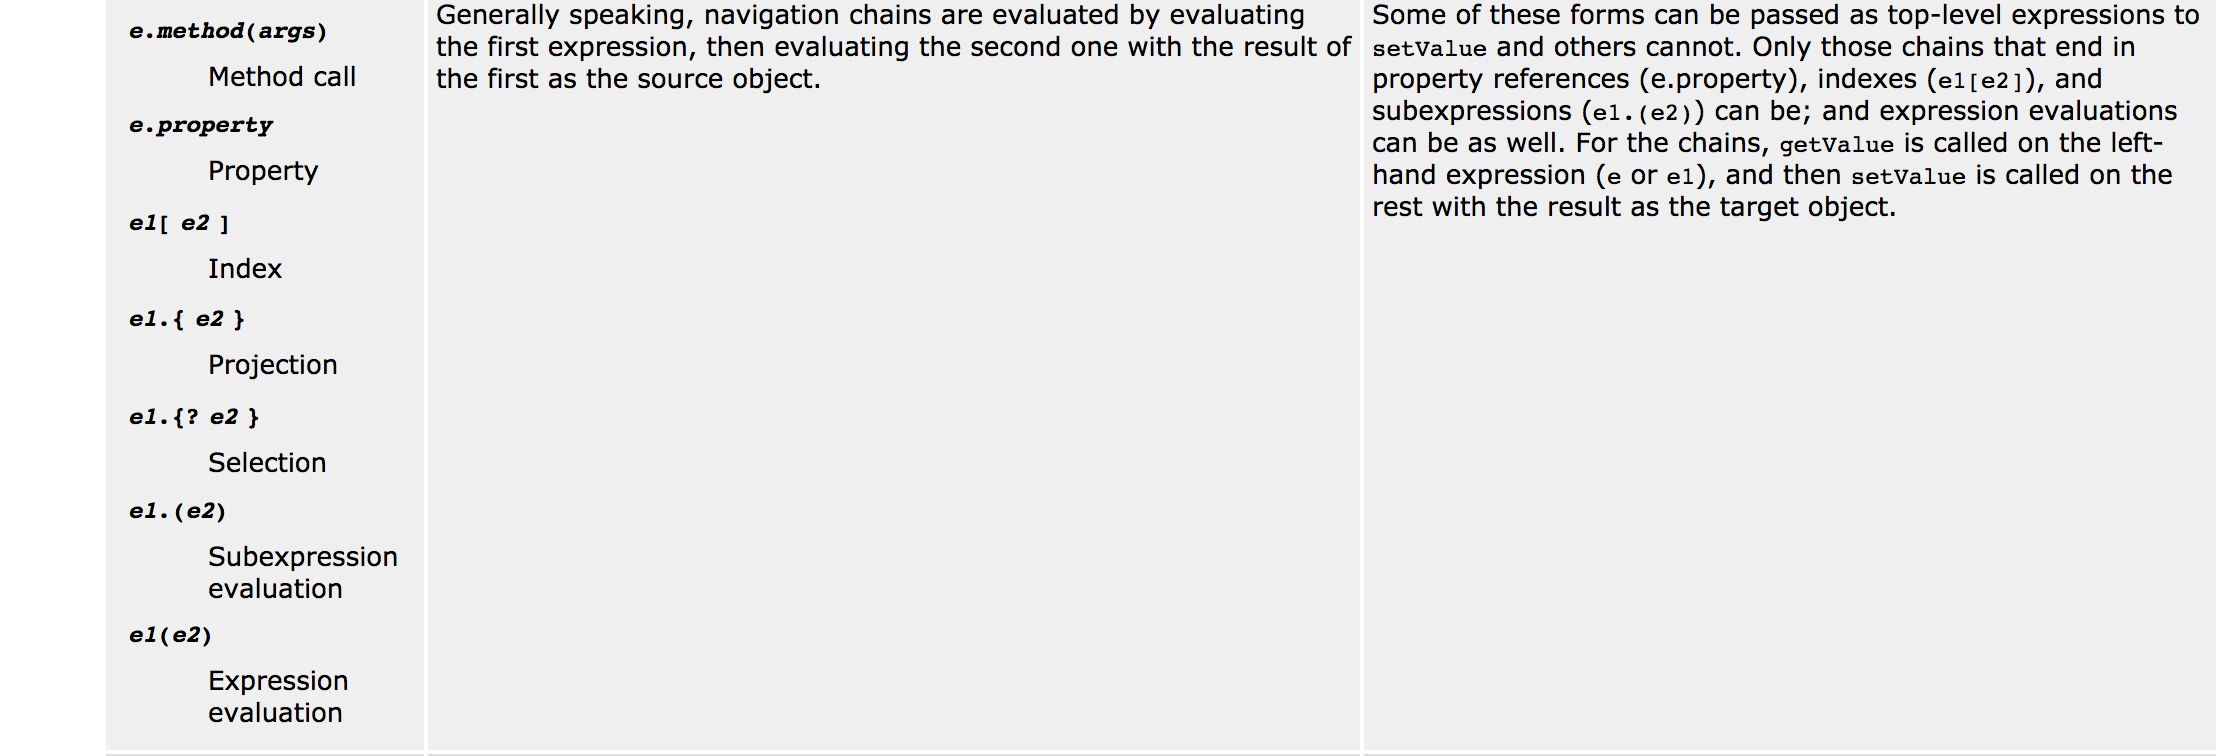 e.method(args)
Method call
e.property
Property
e1[ e2 ]
Index
e1.{ e2 }
Projection
e1.{? e2 }
Selection
e1.(e2)
Subexpression
evaluation
e1(e2)
Expression
evaluation
Generally speaking, navigation chains are evaluated by evaluating
the first expression, then evaluating the second one with the result of
the first as the source object.
Some of these forms can be passed as top-level expressions to
setValue and others cannot. Only those chains that end in
property references (e.property), indexes (e1[e2]), and
subexpressions (e1.(e2)) can be; and expression evaluations
can be as well. For the chains, getValue is called on the left-
hand expression (e or e1), and then setValue is called on the
rest with the result as the target object.